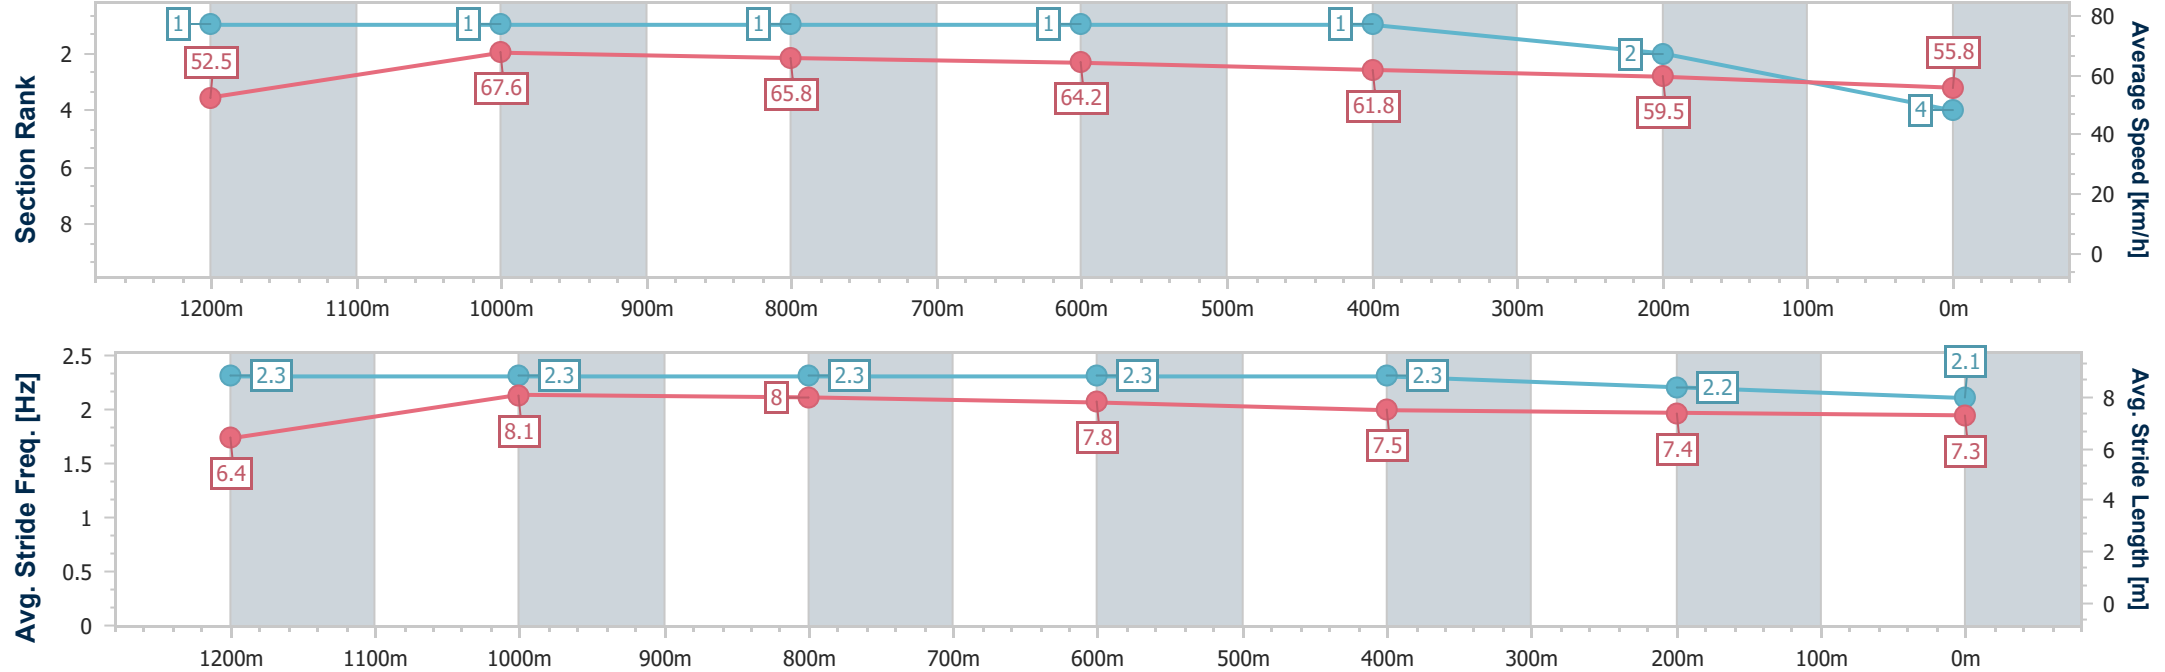 Section Rank
2
4
6
8
1
1
1
1
1
2
4
52.5
67.6
65.8
64.2
61.8
59.5
55.8
80
60
40
20
0
Average Speed [km/h]
1200m
1100m
1000m
900m
800m
700m
600m
500m
400m
300m
200m
100m
0m
Avg. Stride Freq. [Hz]
2.5
2
1.5
1
0.5
0
2.3
2.3
2.3
2.3
2.3
2.2
2.1
6.4
8.1
8
7.8
7.5
7.4
7.3
8
6
4
2
0
Avg. Stride Length [m]
1200m
1100m
1000m
900m
800m
700m
600m
500m
400m
300m
200m
100m
0m